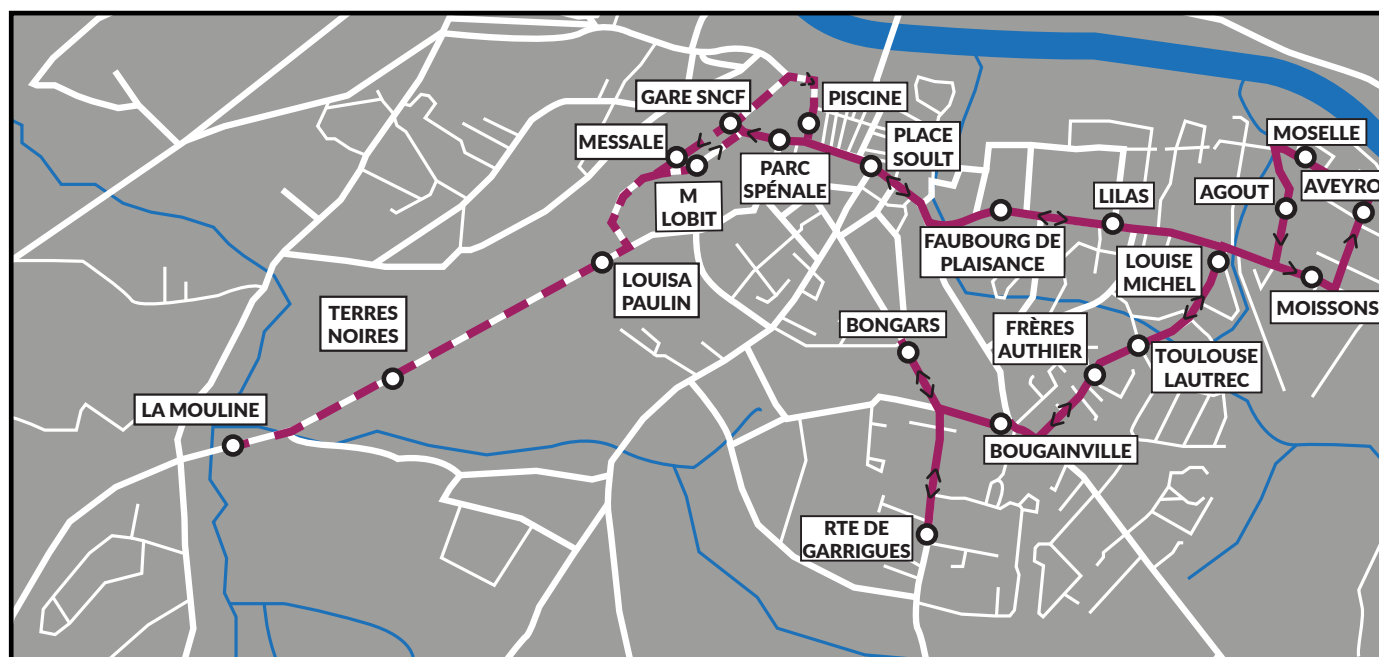 GARE SNCF
PISCINE
MESSALE
PLACE
SOULT
MOSELLE
PARC
SPÉNALE
M
LOBIT
LILAS
AGOUT
AVEYRO
FAUBOURG DE
PLAISANCE
LOUISE
MICHEL
LOUISA
PAULIN
MOISSONS
TERRES
NOIRES
BONGARS
FRÈRES
AUTHIER
TOULOUSE
LAUTREC
LA MOULINE
BOUGAINVILLE
RTE DE
GARRIGUES